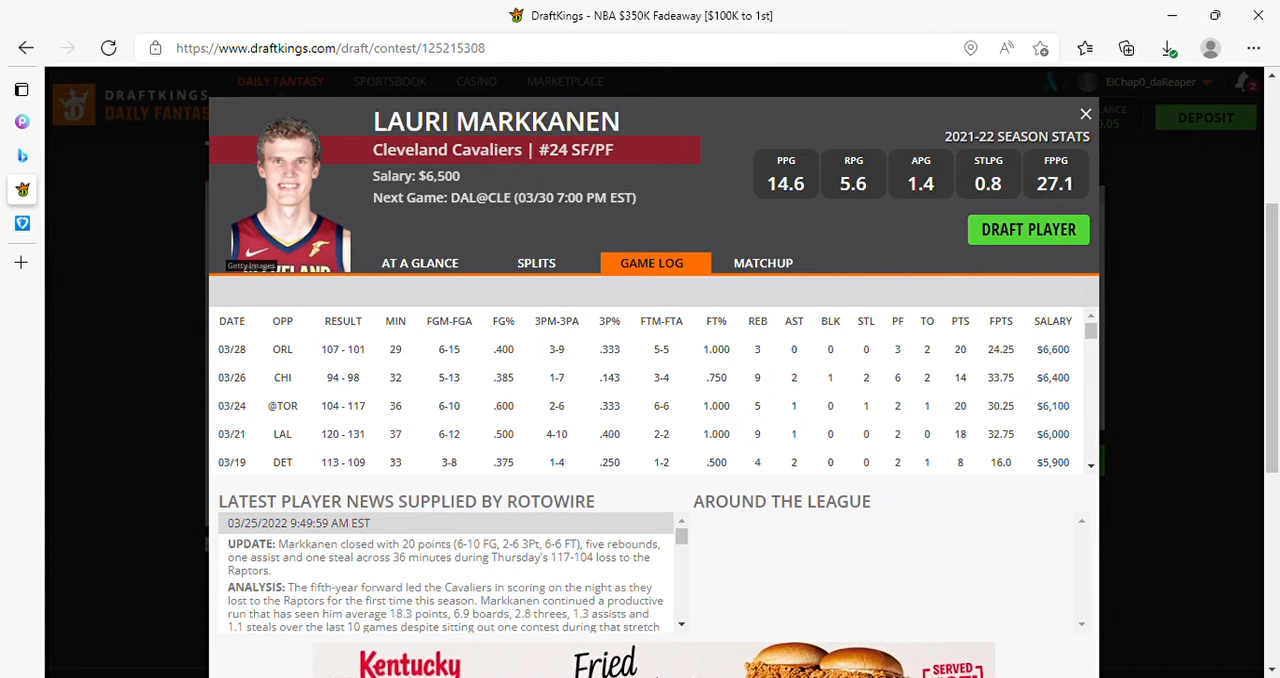 DraftKings - NBA $350K Fadeaway [$100K to 1st]
https://www.draftkings.com/draft/contest/125215308
DRAFTKINGS
DAILY FANTAS
DAILY FANTASY SPORTSBOOK CASINO MARKETPLACE
ElChap0_daReaper
2
DEPOSIT
LAURI MARKKANEN
Cleveland Cavaliers | #24 SF/PF
Salary: $6,500
Next Game: DAL@CLE (03/30 7:00 PM EST)
Getty Images
2021-22 SEASON STATS
PPG RPG APG STLPG FPPG
14.6 5.6 1.4 0.8 27.1
DRAFT PLAYER
AT A GLANCE SPLITS GAME LOG MATCHUP
DATE OPP RESULT MIN FGM-FGA FG% 3PM-3PA 3P% FTM-FTA FT% REB AST BLK STL PF TO PTS FPTS SALARY
03/28 ORL 107 - 101 29 6-15 .400 3-9 .333 5-5 1.000 3 0 0 0 3 2 20 24.25 $6,600
03/26 CHI 94 - 98 32 5-13 .385 1-7 .143 3-4 .750 9 2 1 2 6 2 14 33.75 $6,400
03/24 @TOR 104 - 117 36 6-10 .600 2-6 .333 6-6 1.000 5 1 0 1 2 1 20 30.25 $6,100
03/21 LAL 120 - 131 37 6-12 .500 4-10 .400 2-2 1.000 9 1 0 0 2 0 18 32.75 $6,000
03/19 DET 113 - 109 33 3-8 .375 1-4 .250 1-2 .500 4 2 0 0 2 1 8 16.0 $5,900
LATEST PLAYER NEWS SUPPLIED BY ROTOWIRE
03/25/2022 9:49:59 AM EST
UPDATE: Markkanen closed with 20 points (6-10 FG, 2-6 3Pt, 6-6 FT), five rebounds,
one assist and one steal across 36 minutes during Thursday's 117-104 loss to the
Raptors.
ANALYSIS: The fifth-year forward led the Cavaliers in scoring on the night as they
lost to the Raptors for the first time this season. Markkanen continued a productive
run that has seen him average 18.3 points, 6.9 boards, 2.8 threes, 1.3 assists and
1.1 steals over the last 10 games despite sitting out one contest during that stretch
AROUND THE LEAGUE
Kentucky Fried
SERVED